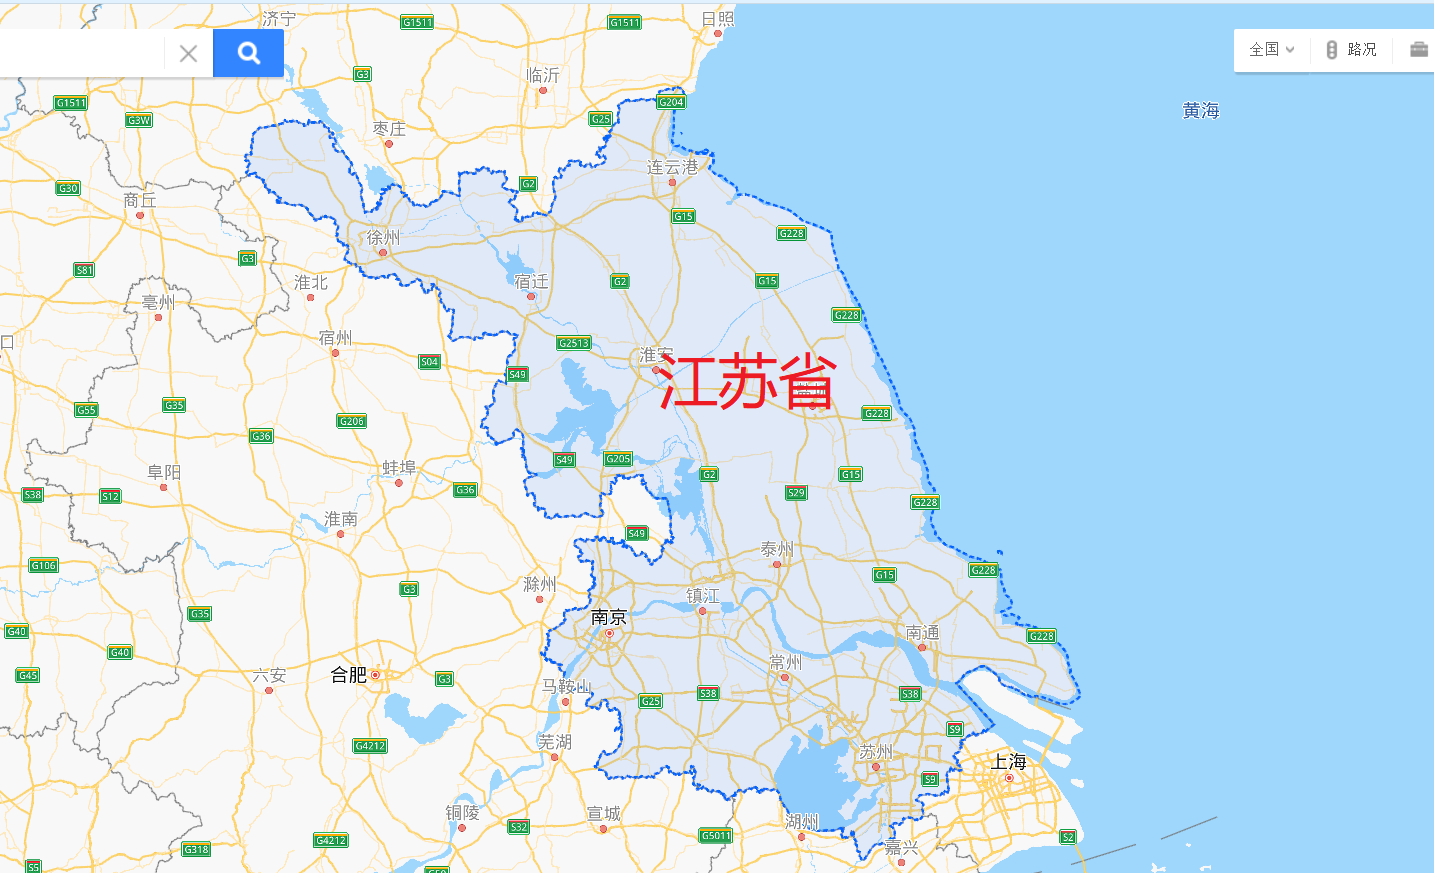 济宁
G1511
G1511
日照
全国
路况
G3
临沂
G1511
G204
黄海
G3W
G25
枣庄
连云港
G2
G30
商丘
G15
G228
徐州
G3
S81
淮北
宿迁
G2
G15
亳州
G228
宿州
口
G2513
淮安
S04
S49
江苏省
G55
G35
G206
G228
G36
阜阳
蚌埠
S49
G205
G2
G15
S38
S12
G36
S29
G228
淮南
S49
泰州
G106
G228
滁州
G3
G15
镇江
G35
南京
G40
南通
G228
G40
常州
六安
合肥
G3
G45
马鞍山
S38
S38
G25
S9
芜湖
G4212
苏州
上海
S9
铜陵
宣城
湖州
S32
G5011
S2
G4212
G318
嘉兴
S5